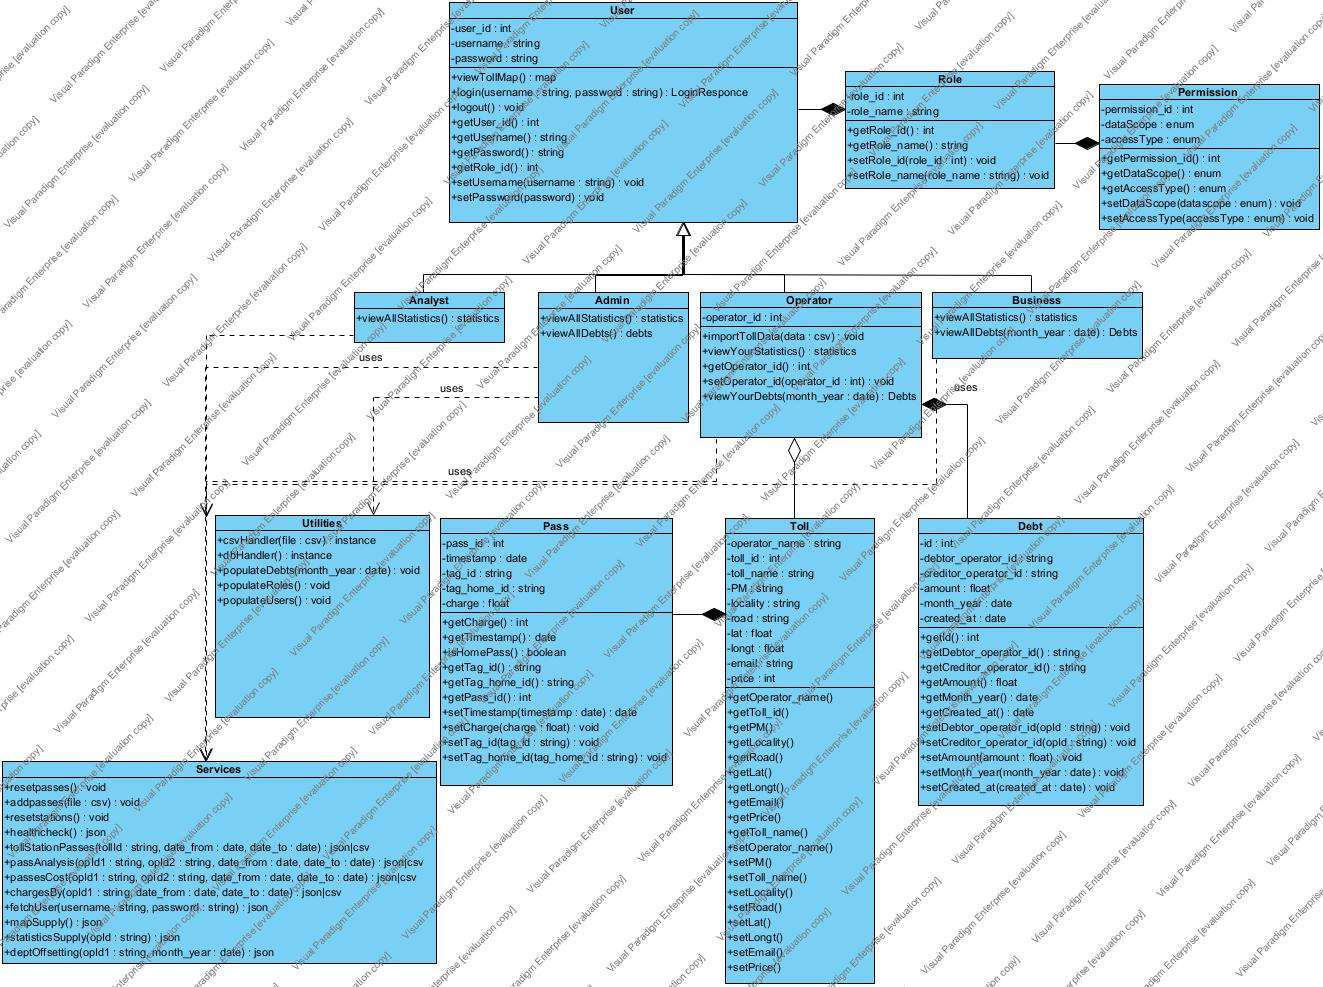 User
-user_id : int
-username : string
-password : string
+viewTollMap() : map
+login(username : string, password : string) : LoginResponce
+logout() : void
+getUser_id() : int
+getUsername() : string
+getPassword() : string
+getRole_id() : int
+setUsername(username : string) : void
+setPassword(password) : void
Role
-role_id : int
-role_name : string
+getRole_id() : int
+getRole_name() : string
+setRole_id(role_id : int) : void
+setRole_name(role_name : string) : void
Permission
-permission_id : int
-dataScope : enum
-accessType : enum
+getPermission_id() : int
+getDataScope() : enum
+getAccessType() : enum
+setDataScope(datascope : enum) : void
+setAccessType(accessType : enum) : void
Analyst
+viewAllStatistics() : statistics
Admin
+viewAllStatistics() : statistics
+viewAllDebts() : debts
Operator
-operator_id : int
+importTollData(data : csv) : void
+viewYourStatistics() : statistics
+getOperator_id() : int
+setOperator_id(operator_id : int) : void
+viewYourDebts(month_year : date) : Debts
Business
+viewAllStatistics() : statistics
+viewAllDebts(month_year : date) : Debts
uses
uses
uses
uses
Utilities
+csvHandler(file : csv) : instance
+dbHandler() : instance
+populateDebts(month_year : date) : void
+populateRoles() : void
+populateUsers() : void
Pass
-pass_id : int
-timestamp : date
-tag_id : string
-tag_home_id : string
-charge : float
+getCharge() : int
+getTimestamp() : date
+isHomePass() : boolean
+getTag_id() : string
+getTag_home_id() : string
+getPass_id() : int
+setTimestamp(timestamp : date) : date
+setCharge(charge : float) : void
+setTag_id(tag_id : string) : void
+setTag_home_id(tag_home_id : string) : void
Toll
-operator_name : string
-toll_id : int
-toll_name : string
-PM : string
-locality : string
-road : string
-lat : float
-longt : float
-email : string
-price : int
+getOperator_name()
+getToll_id()
+getPM()
+getLocality()
+getRoad()
+getLat()
+getLongt()
+getEmail()
+getPrice()
+getToll_name()
+setOperator_name()
+setPM()
+setToll_name()
+setLocality()
+setRoad()
+setLat()
+setLongt()
+setEmail()
+setPrice()
Debt
-id : int
-debtor_operator_id : string
-creditor_operator_id : string
-amount : float
-month_year : date
-created_at : date
+getId() : int
+getDebtor_operator_id() : string
+getCreditor_operator_id() : string
+getAmount() : float
+getMonth_year() : date
+getCreated_at() : date
+setDebtor_operator_id(opId : string) : void
+setCreditor_operator_id(opId : string) : void
+setAmount(amount : float) : void
+setMonth_year(month_year : date) : void
+setCreated_at(created_at : date) : void
Services
+resetpasses() : void
+addpasses(file : csv) : void
+resetstations() : void
+healthcheck() : json
+tollStationPasses(tollId : string, date_from : date, date_to : date) : json|csv
+passAnalysis(opId1 : string, opId2 : string, date_from : date, date_to : date) : json|csv
+passesCost(opId1 : string, opId2 : string, date_from : date, date_to : date) : json|csv
+chargesBy(opId1 : string, date_from : date, date_to : date) : json|csv
+fetchUser(username : string, password : string) : json
+mapSupply() : json
+statisticsSupply(opId : string) : json
+deptOffsetting(opId1 : string, month_year : date) : json
Visual Paradigm Enterprise [evaluation copy]